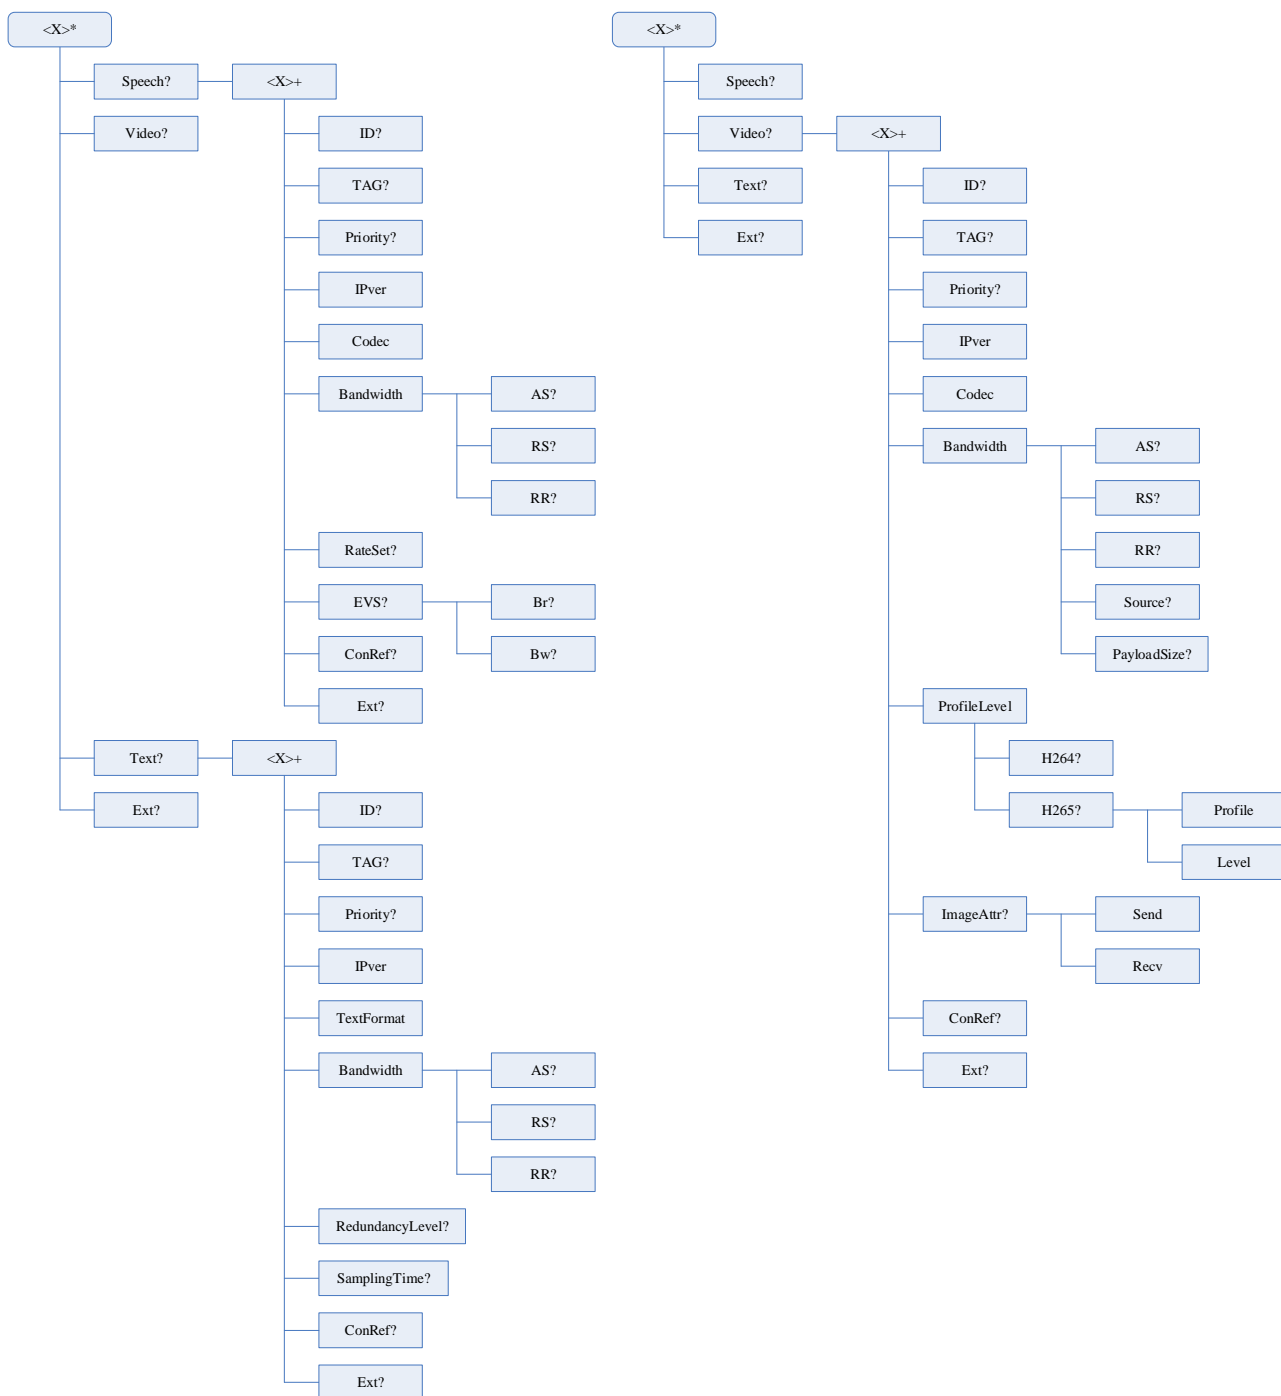 <X>*
Speech?
<X>+
Video?
ID?
TAG?
Priority?
IPver
Codec
Bandwidth
AS?
RS?
RR?
RateSet?
EVS?
Br?
Bw?
ConRef?
Ext?
Text?
<X>+
Ext?
ID?
TAG?
Priority?
IPver
TextFormat
Bandwidth
AS?
RS?
RR?
RedundancyLevel?
SamplingTime?
ConRef?
Ext?
<X>*
Speech?
Video?
<X>+
Text?
Ext?
ID?
TAG?
Priority?
IPver
Codec
Bandwidth
AS?
RS?
RR?
Source?
PayloadSize?
ProfileLevel
H264?
H265?
Profile
Level
ImageAttr?
Send
Recv
ConRef?
Ext?